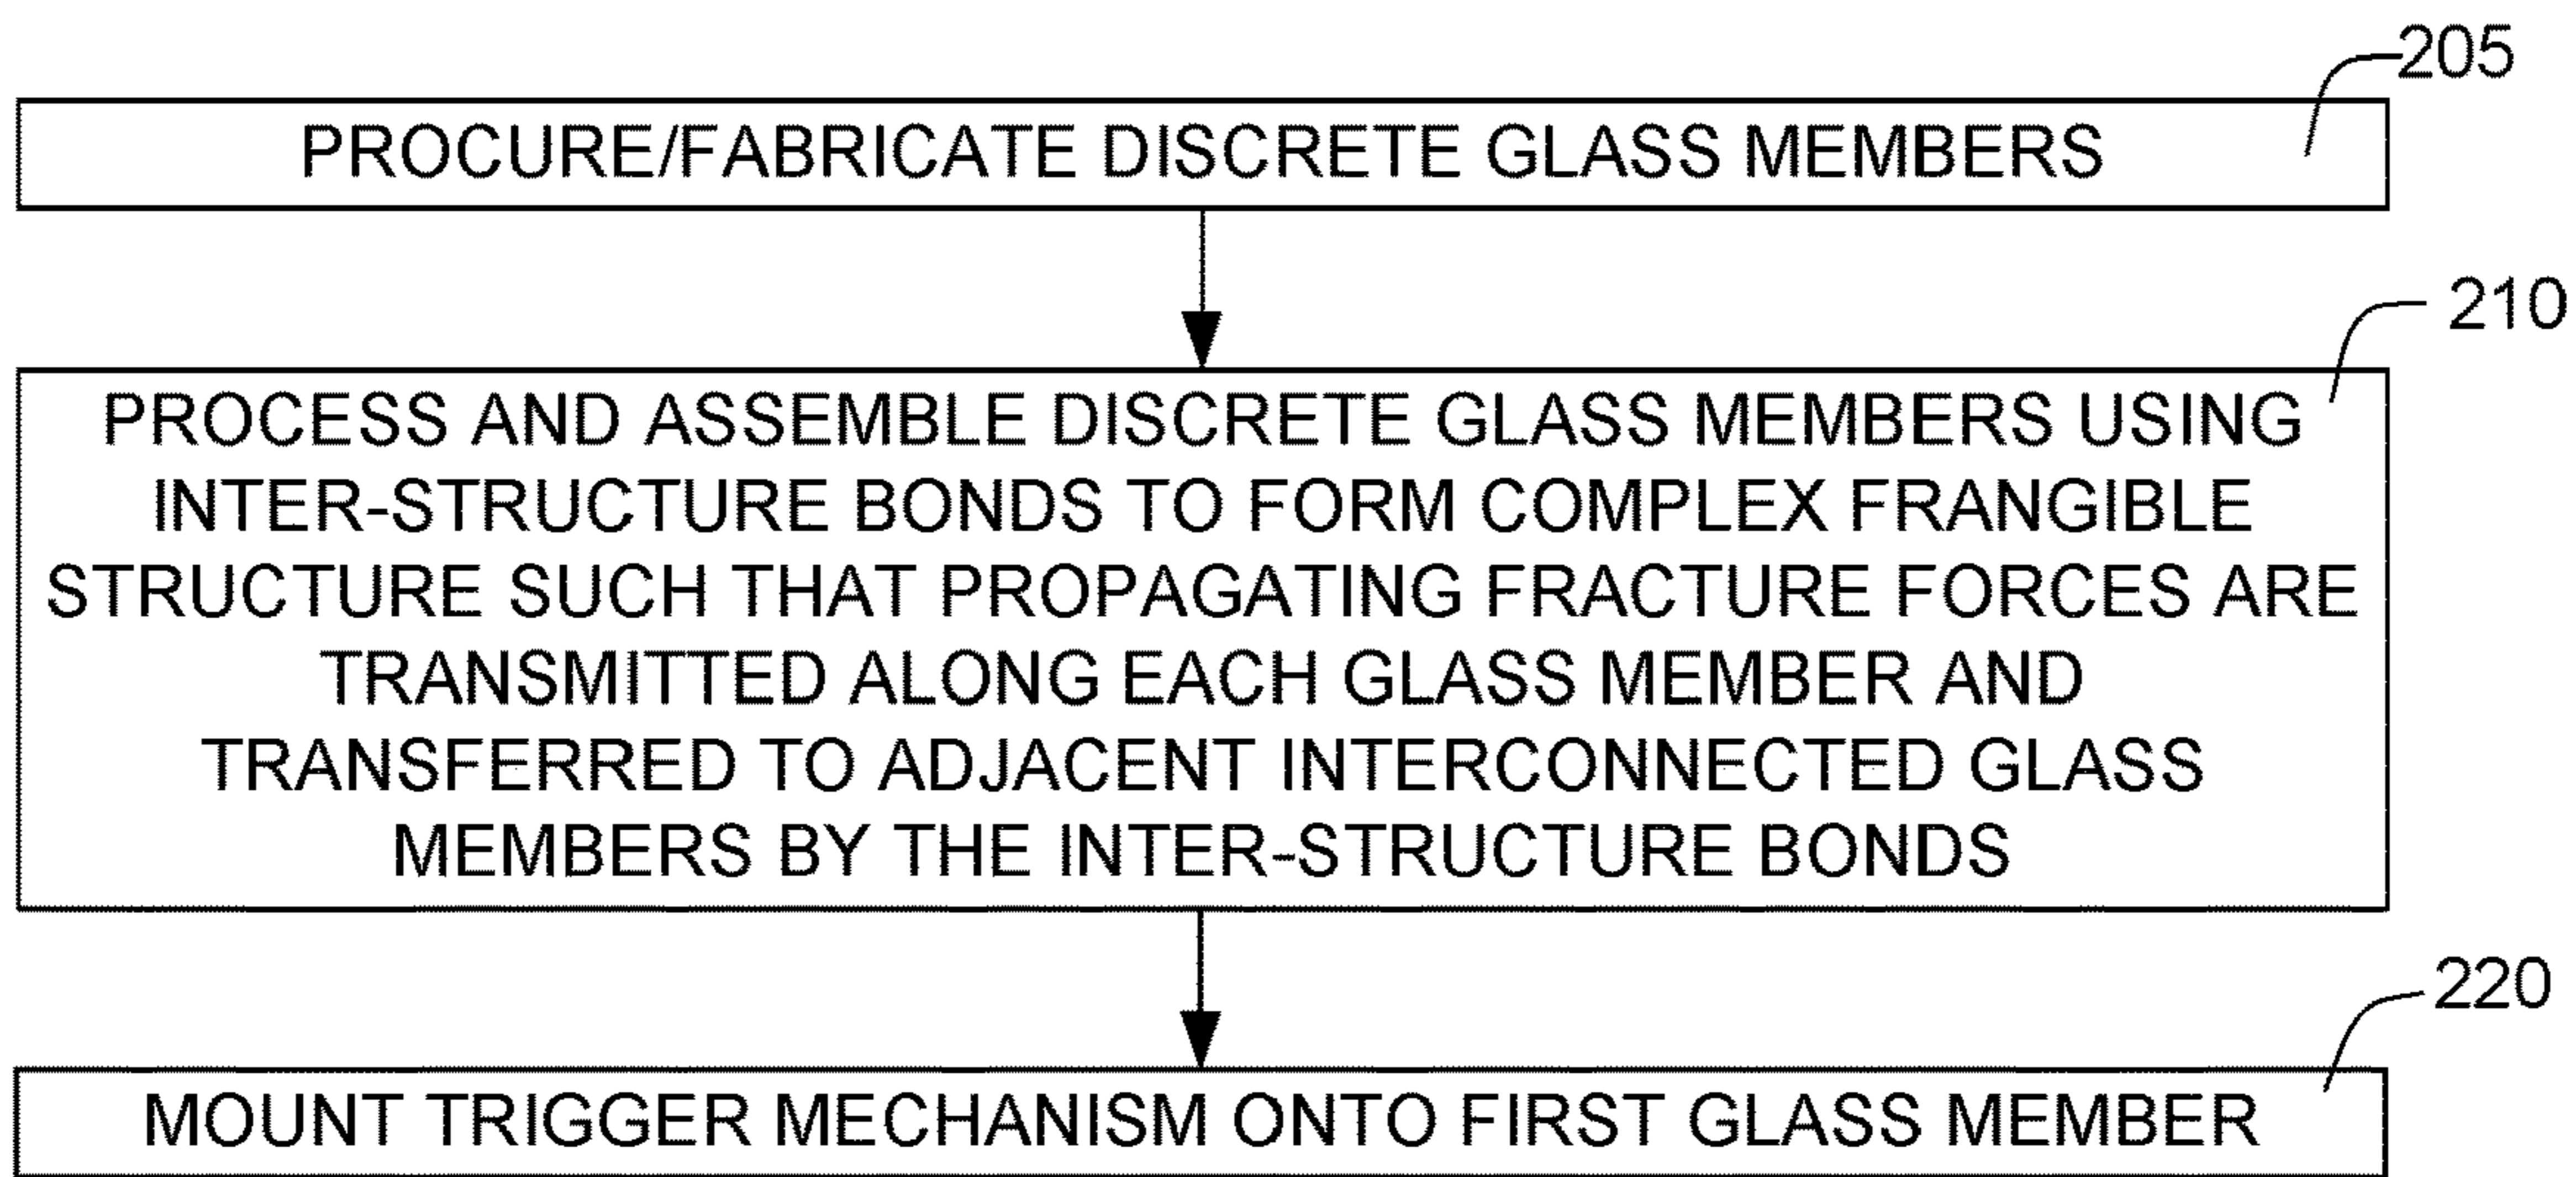 205
PROCURE/FABRICATE DISCRETE GLASS MEMBERS
210
PROCESS AND ASSEMBLE DISCRETE GLASS MEMBERS USING
INTER-STRUCTURE BONDS TO FORM COMPLEX FRANGIBLE
STRUCTURE SUCH THAT PROPAGATING FRACTURE FORCES ARE
TRANSMITTED ALONG EACH GLASS MEMBER AND
TRANSFERRED TO ADJACENT INTERCONNECTED GLASS
MEMBERS BY THE INTER-STRUCTURE BONDS
220
MOUNT TRIGGER MECHANISM ONTO FIRST GLASS MEMBER